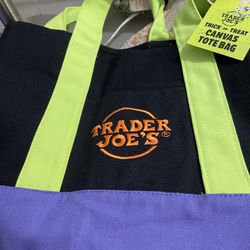 TRADER
JOE'S®
TRADER JOE'S
TRICK OR TREAT
CANVAS
TOTE BAG